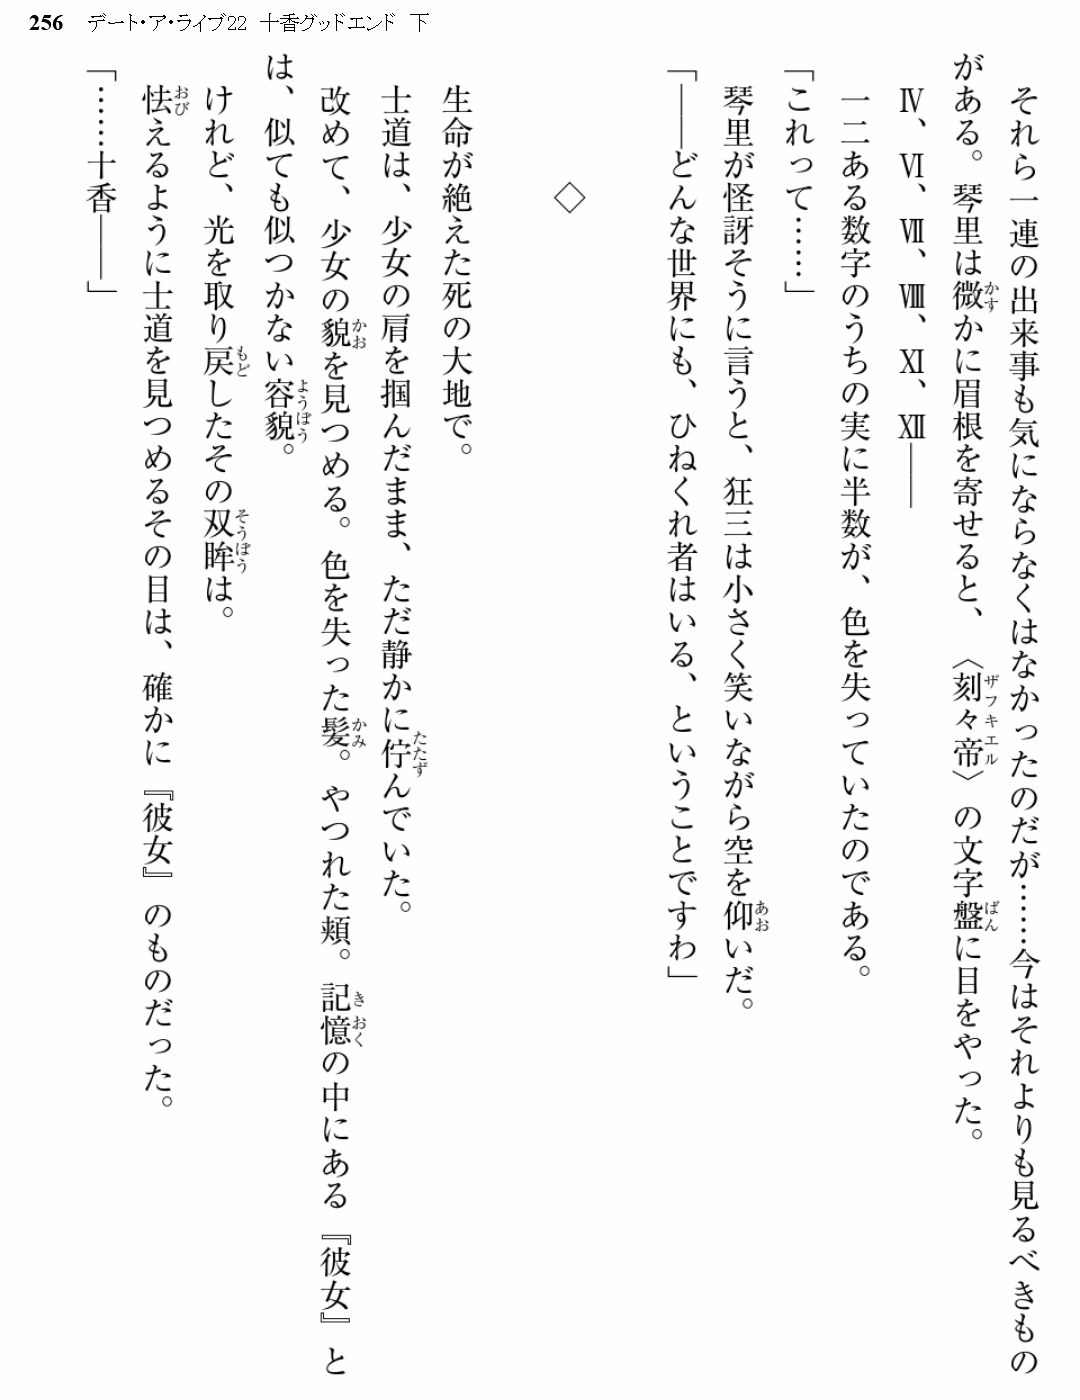 256 デート・ア・ライブ22 十香グッドエンド 下
それら一連の出来事も気にならなくはなかったのだが……今はそれよりも見るべきもの
がある。琴里は微かに眉根を寄せると、〈刻々帝〉の文字盤に目をやった。
Ⅳ、Ⅵ、Ⅶ、Ⅷ、Ⅺ、Ⅻ――
一二ある数字のうちの実に半数が、色を失っていたのである。
「これって……」
琴里が怪訝そうに言うと、狂三は小さく笑いながら空を仰いだ。
「――どんな世界にも、ひねくれ者はいる、ということですわ」
◇
生命が絶えた死の大地で。
士道は、少女の肩を掴んだまま、ただ静かに佇んでいた。
改めて、少女の貌を見つめる。色を失った髪。やつれた頬。記憶の中にある『彼女』と
は、似ても似つかない容貌。
けれど、光を取り戻したその双眸は。
怯えるように士道を見つめるその目は、確かに『彼女』のものだった。
「……十香――」